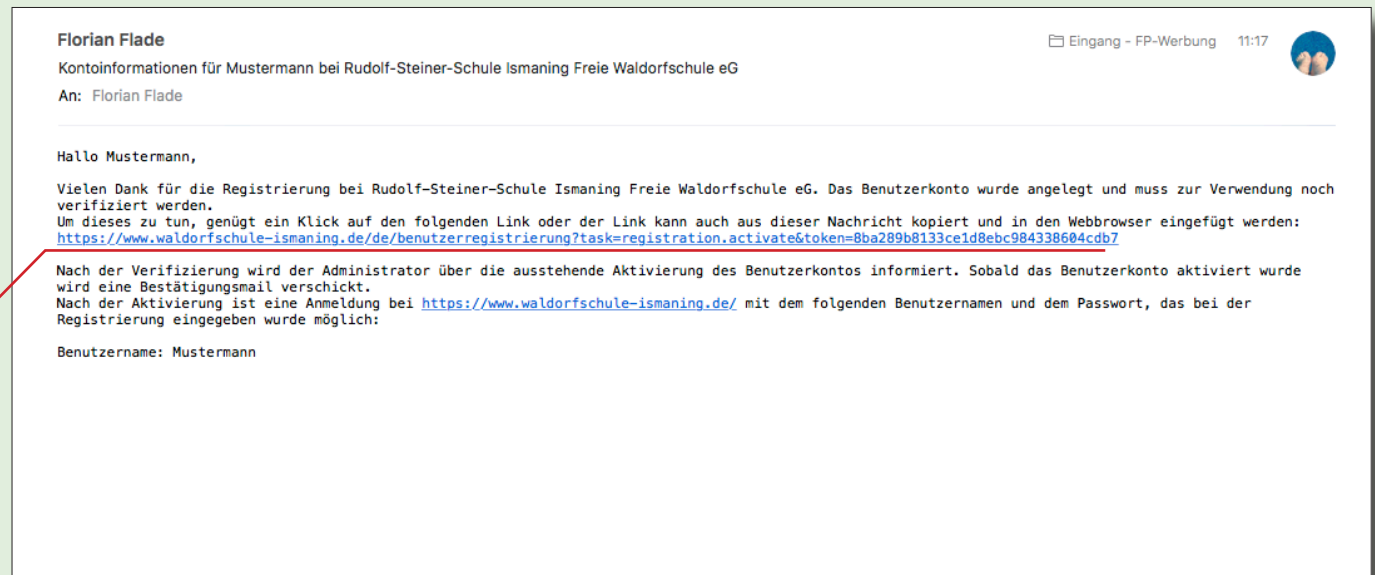 Florian Flade
Eingang - FP-Werbung 11:17
Kontoinformationen für Mustermann bei Rudolf-Steiner-Schule Ismaning Freie Waldorfschule eG
An: Florian Flade
Hallo Mustermann,
Vielen Dank für die Registrierung bei Rudolf-Steiner-Schule Ismaning Freie Waldorfschule eG. Das Benutzerkonto wurde angelegt und muss zur Verwendung noch
verifiziert werden.
Um dieses zu tun, genügt ein Klick auf den folgenden Link oder der Link kann auch aus dieser Nachricht kopiert und in den Webbrowser eingefügt werden:
https://www.waldorfschule-ismaning.de/de/benutzerregistrierung?task=registration.activate&token=8ba289b8133ce1d8ebc984338604cdb7
Nach der Verifizierung wird der Administrator über die ausstehende Aktivierung des Benutzerkontos informiert. Sobald das Benutzerkonto aktiviert wurde
wird eine Bestätigungsmail verschickt.
Nach der Aktivierung ist eine Anmeldung bei https://www.waldorfschule-ismaning.de/ mit dem folgenden Benutzernamen und dem Passwort, das bei der
Registrierung eingegeben wurde möglich:
Benutzername: Mustermann